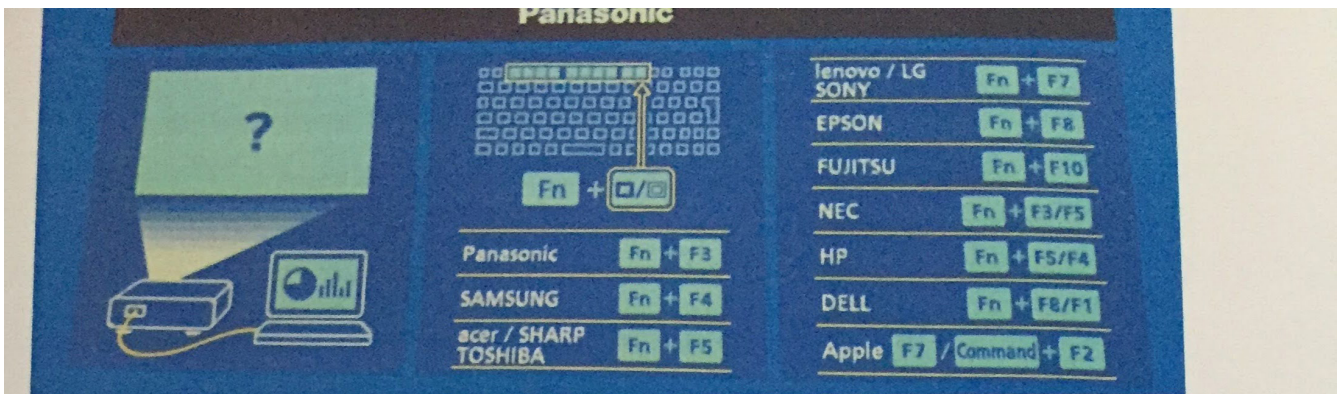 Panasonic
?
Fn +
Panasonic Fn + F3
SAMSUNG Fn + F4
acer / SHARP
TOSHIBA Fn + F5
lenovo / LG
SONY Fn + F7
EPSON Fn + F8
FUJITSU Fn + F10
NEC Fn + F3/F5
HP Fn + F5/F4
DELL Fn + F8/F1
Apple F7 / Command + F2